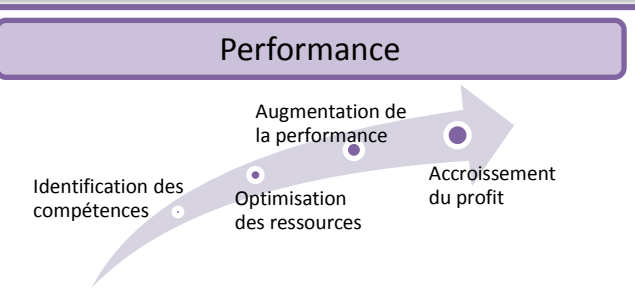 Performance
Augmentation de
la performance
Identification des
compétences
Optimisation
des ressources
Accroissement
du profit